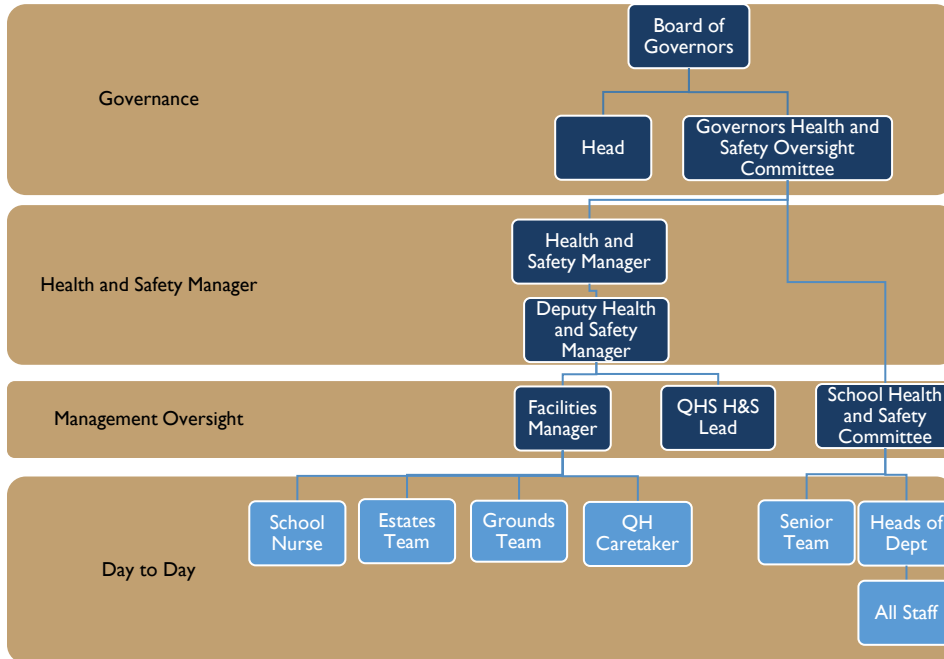 Board of
Governors
Governance
Head
Governors Health and
Safety Oversight
Committee
Health and
Safety Manager
Health and Safety Manager
Deputy Health
and Safety
Manager
Management Oversight
Facilities
Manager
QHS H&S
Lead
School Health
and Safety
Committee
School
Nurse
Estates
Team
Grounds
Team
QH
Caretaker
Senior
Team
Heads of
Dept
Day to Day
All Staff